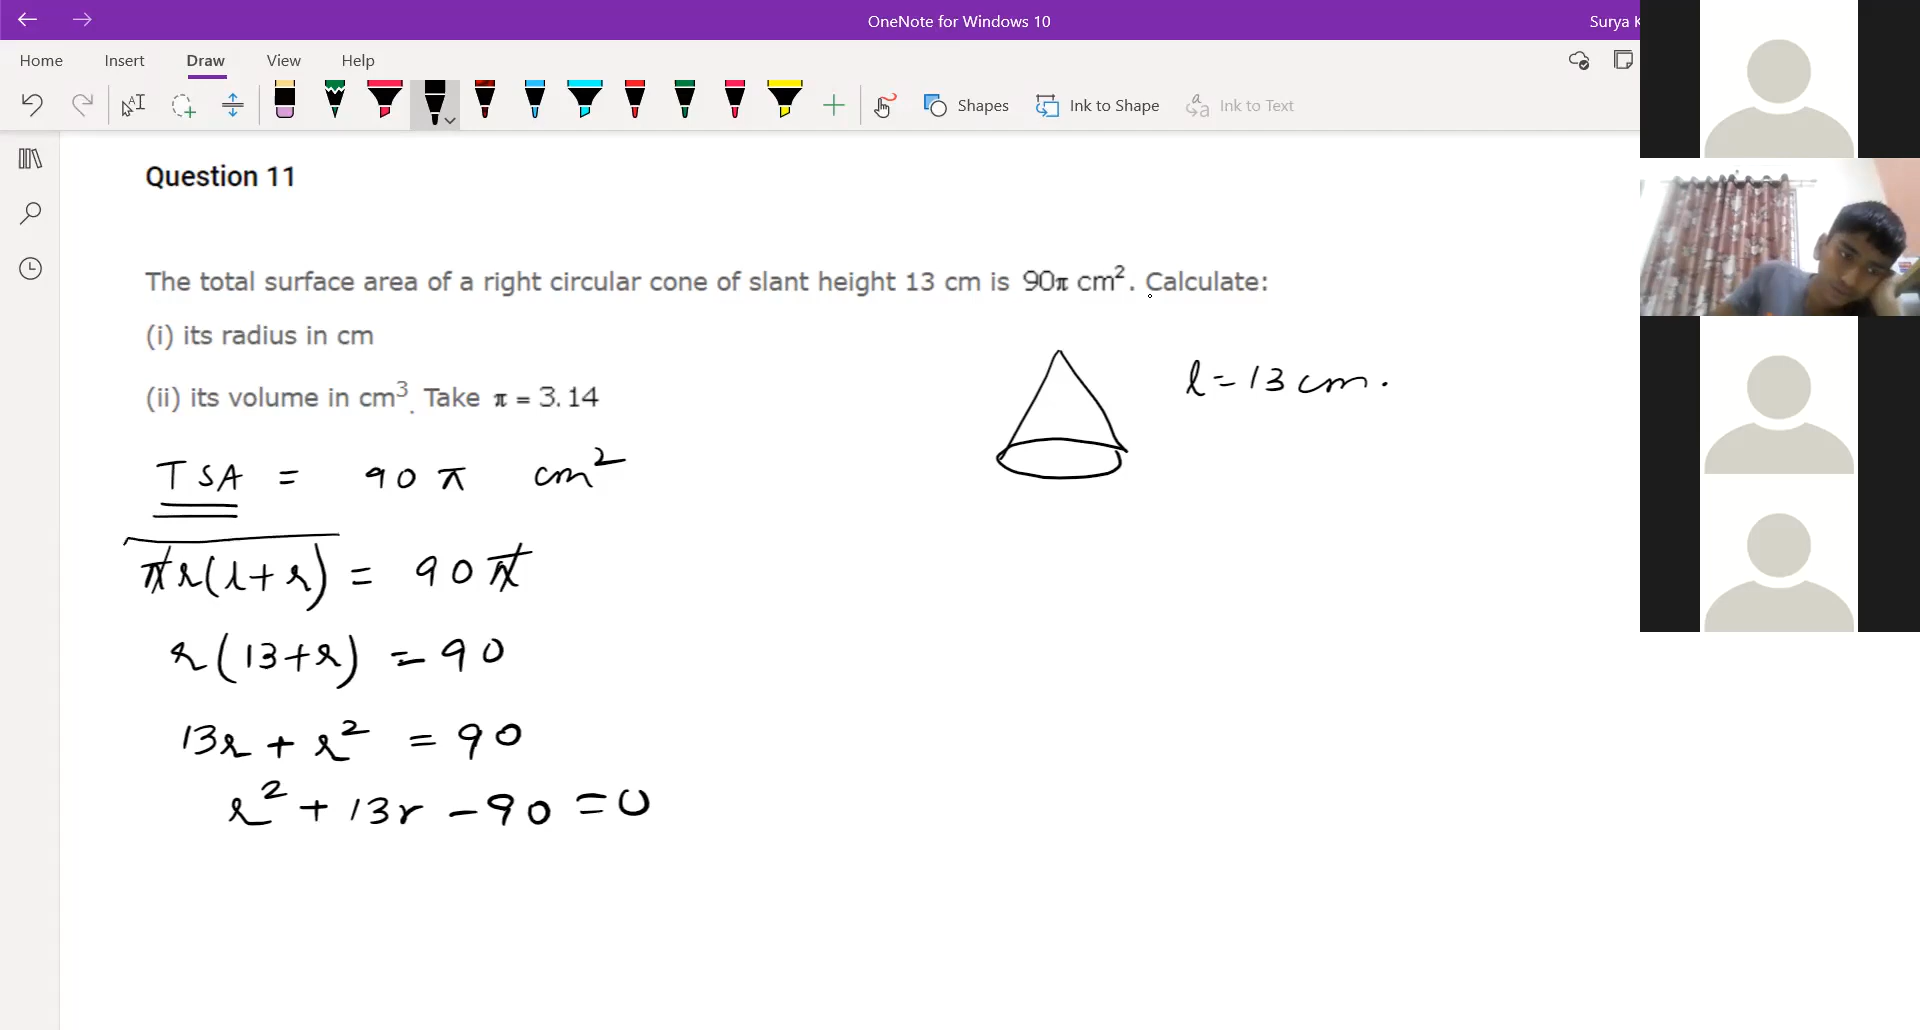 OneNote for Windows 10
Surya K
Home Insert Draw View Help
Shapes Ink to Shape Ink to Text
Question 11
The total surface area of a right circular cone of slant height 13 cm is 90π cm². Calculate:
(i) its radius in cm
(ii) its volume in cm³. Take π = 3.14
l = 13 cm.
TSA = 90 π cm²
πr(l+r) = 90 π
r(13+r) = 90
13r + r² = 90
r² + 13r - 90 = 0